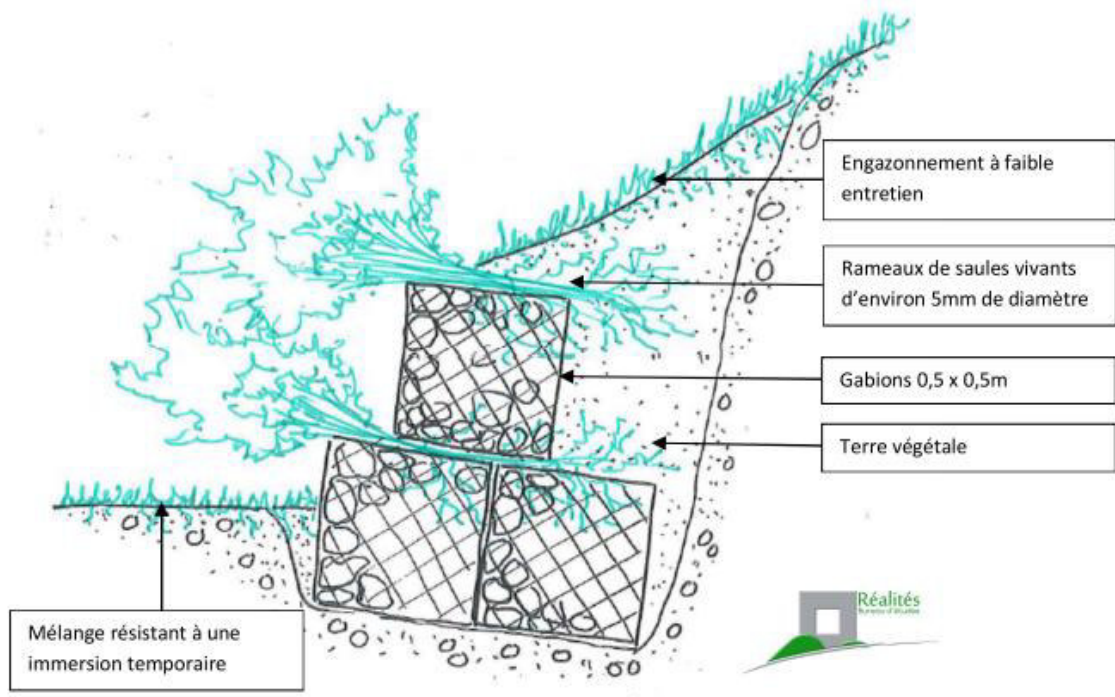 Engazonnement à faible
entretien
Rameaux de saules vivants
d’environ 5mm de diamètre
Gabions 0,5 x 0,5m
Terre végétale
Mélange résistant à une
immersion temporaire
Réalités